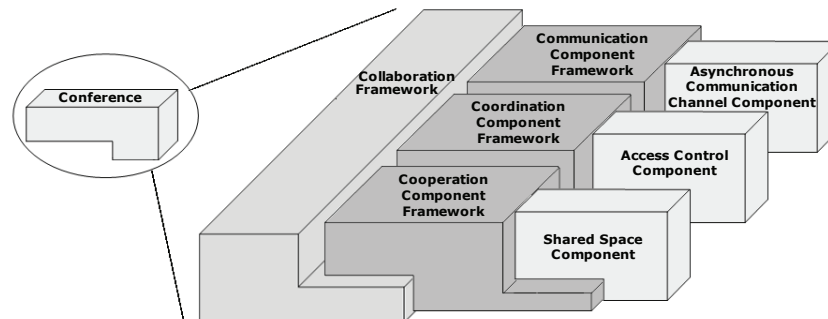 Conference
Collaboration
Framework
Communication
Component
Framework
Asynchronous
Communication
Channel Component
Coordination
Component
Framework
Access Control
Component
Cooperation
Component
Framework
Shared Space
Component